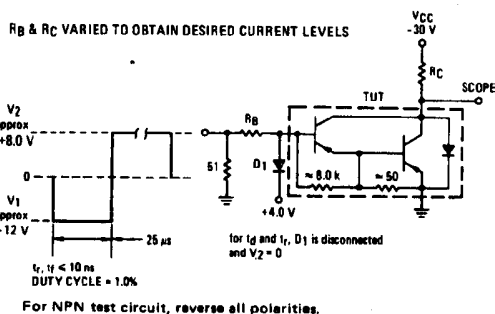 RB & RC VARIED TO OBTAIN DESIRED CURRENT LEVELS
VCC
-30 V
RC
SCOPE
TUT
V2
approx
+8.0 V
0
V1
approx
-12 V
RB
51
D1
+4.0 V
≈ 8.0 k
≈ 50
25 µs
for td and tr, D1 is disconnected
and V2 = 0
tr, tf ≤ 10 ns
DUTY CYCLE = 1.0%
For NPN test circuit, reverse all polarities.